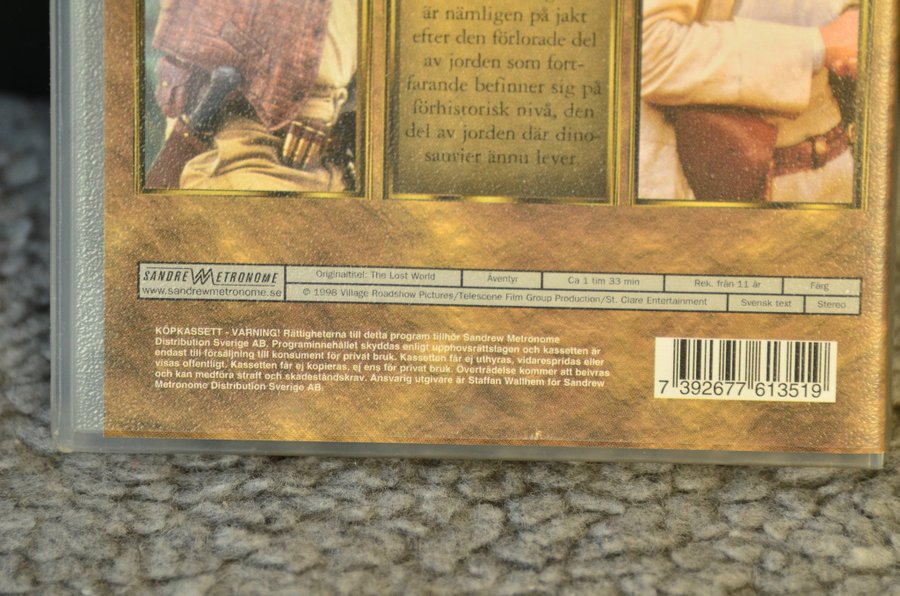 är nämligen på jakt
efter den förlorade del
av jorden som fort-
farande befinner sig på
förhistorisk nivå, den
del av jorden där dino-
saurier ännu lever.
SANDREW METRONOME
www.sandrewmetronome.se
Originaltitel: The Lost World
Äventyr
Ca 1 tim 33 min
Rek. från 11 år
Färg
© 1998 Village Roadshow Pictures/Telescene Film Group Production/St. Clare Entertainment
Svensk text
Stereo
KÖPKASSETT - VARNING! Rättigheterna till detta program tillhör Sandrew Metronome
Distribution Sverige AB. Programinnehållet skyddas enligt upphovsrättslagen och kassetten är
endast till försäljning till konsument för privat bruk. Kassetten får ej uthyras, vidarespridas eller
visas offentligt. Kassetten får ej kopieras, ej ens för privat bruk. Överträdelse kommer att beivras
och kan medföra straff och skadeståndskrav. Ansvarig utgivare är Staffan Wallhem för Sandrew
Metronome Distribution Sverige AB.
7 392677 613519